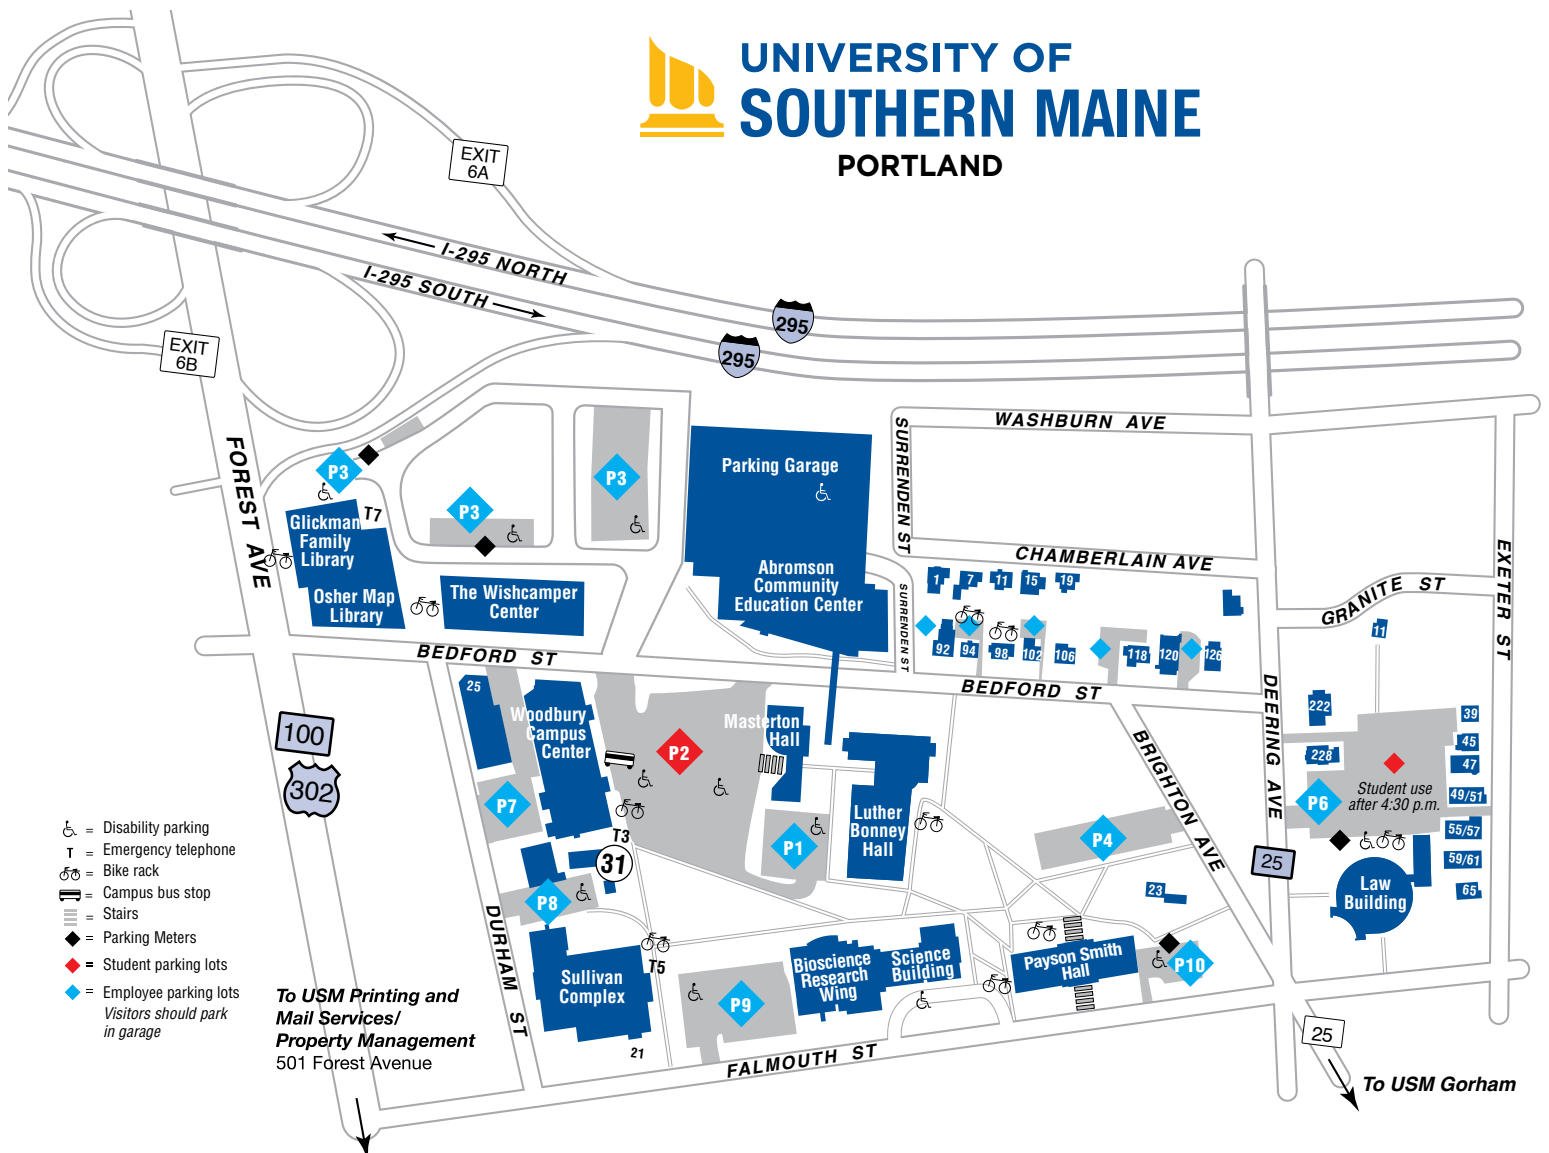 UNIVERSITY OF
SOUTHERN MAINE
PORTLAND
EXIT
6A
I-295 NORTH
I-295 SOUTH
295
295
EXIT
6B
FOREST AVE
P3
P3
P3
T7
Glickman
Family
Library
Osher Map
Library
The Wishcamper
Center
Parking Garage
Abromson
Community
Education Center
SURRENDEN ST
SURRENDEN ST
WASHBURN AVE
CHAMBERLAIN AVE
EXETER ST
GRANITE ST
1
7
11
15
19
11
92
94
98
102
106
118
120
126
BEDFORD ST
BEDFORD ST
DEERING AVE
BRIGHTON AVE
25
Woodbury
Campus
Center
P2
Masterton
Hall
Luther
Bonney
Hall
P7
T3
31
P1
P4
P8
23
222
228
P6
Student use
after 4:30 p.m.
39
45
47
49/51
55/57
59/61
65
25
Law
Building
100
302
DURHAM ST
Sullivan
Complex
T5
21
P9
Bioscience
Research
Wing
Science
Building
Payson Smith
Hall
P10
FALMOUTH ST
25
To USM Gorham
= Disability parking
T = Emergency telephone
= Bike rack
= Campus bus stop
= Stairs
= Parking Meters
= Student parking lots
= Employee parking lots
Visitors should park
in garage
To USM Printing and
Mail Services/
Property Management
501 Forest Avenue